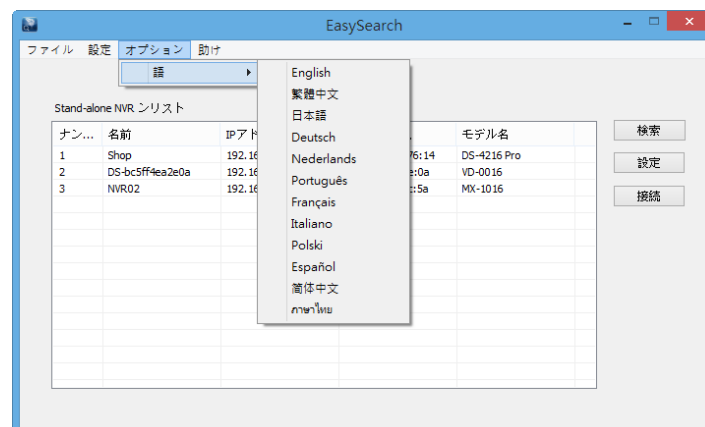 EasySearch
ファイル 設定 オプション 助け
語
English
繁體中文
日本語
Deutsch
Nederlands
Português
Français
Italiano
Polski
Español
简体中文
ภาษาไทย
Stand-alone NVR ンリスト
ナン... 名前 IPアド モデル名
1 Shop 192.16 76:14 DS-4216 Pro
2 DS-bc5ff4ea2e0a 192.16 :0a VD-0016
3 NVR02 192.16 :5a MX-1016
検索
設定
接続